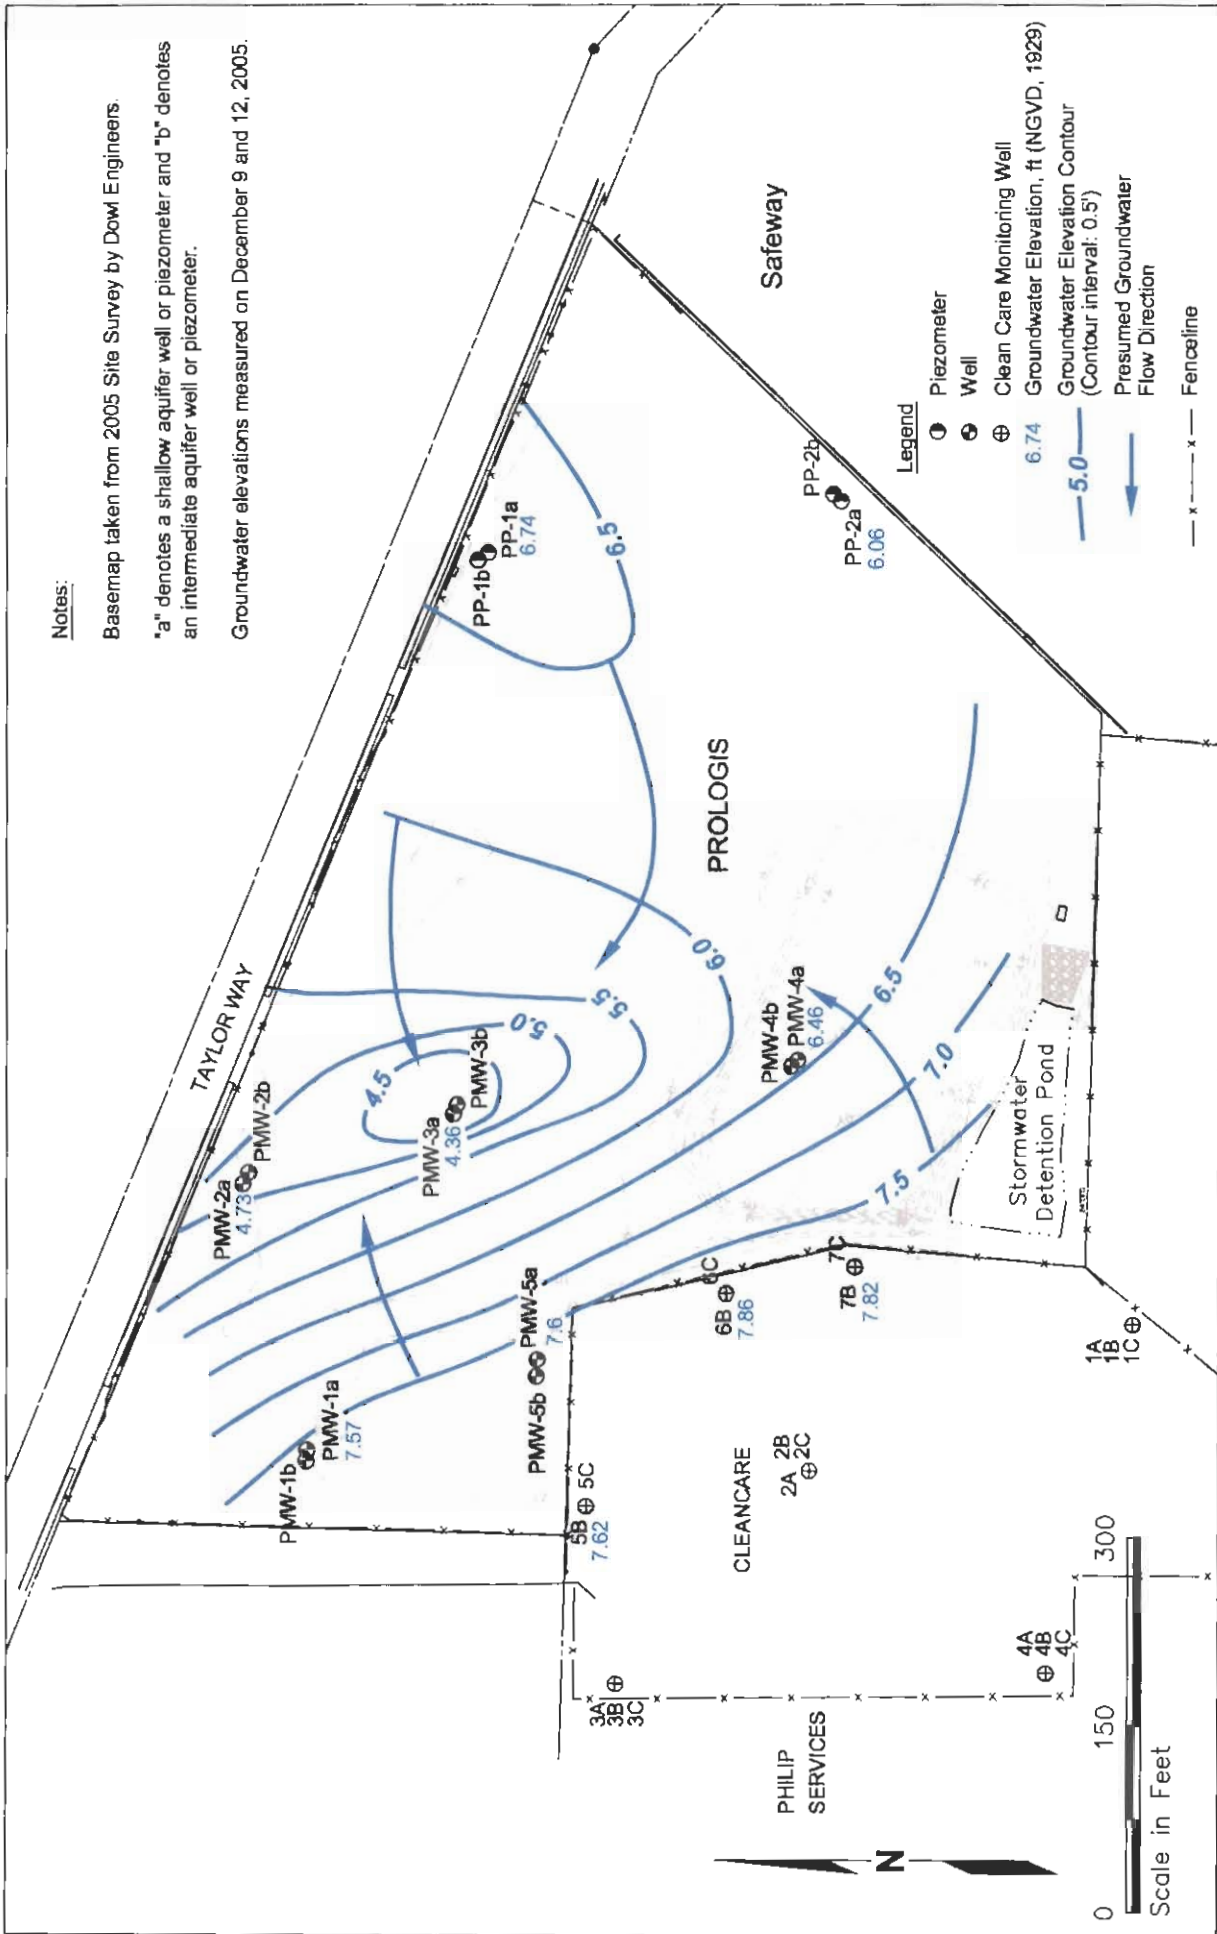 Notes:
Basemap taken from 2005 Site Survey by Dowl Engineers.
"a" denotes a shallow aquifer well or piezometer and "b" denotes
an intermediate aquifer well or piezometer.
Groundwater elevations measured on December 9 and 12, 2005.
TAYLOR WAY
Safeway
PROLOGIS
PP-1b
PP-1a
6.74
6.5
PP-2b
PP-2a
6.06
PMW-2a
4.73
PMW-2b
4.5
5.0
5.5
6.0
PMW-3a
4.36
PMW-3b
PMW-4b
PMW-4a
6.46
6.5
7.0
7.5
PMW-1b
PMW-1a
7.57
PMW-5b
PMW-5a
7.6
5B
5C
7.62
6B
6C
7.86
7B
7C
7.82
Stormwater
Detention Pond
1A
1B
1C
2A
2B
2C
CLEANCARE
3A
3B
3C
4A
4B
4C
PHILIP
SERVICES
N
0 150 300
Scale in Feet
Legend
Piezometer
Well
Clean Care Monitoring Well
6.74 Groundwater Elevation, ft (NGVD, 1929)
5.0 Groundwater Elevation Contour
(Contour interval: 0.5')
Presumed Groundwater
Flow Direction
x x Fenceline